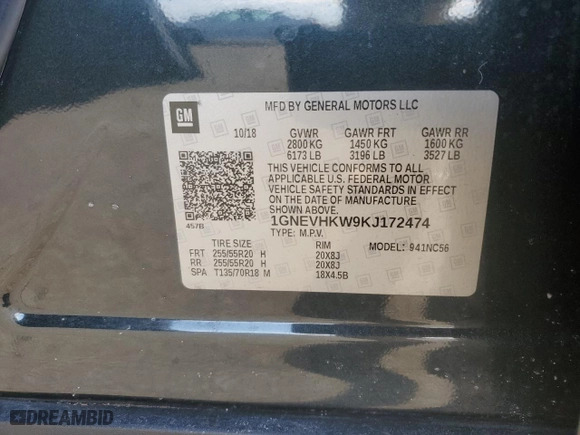 MFD BY GENERAL MOTORS LLC
GM
10/18 GVWR GAWR FRT GAWR RR
2800 KG 1450 KG 1600 KG
6173 LB 3196 LB 3527 LB
THIS VEHICLE CONFORMS TO ALL
APPLICABLE U.S. FEDERAL MOTOR
VEHICLE SAFETY STANDARDS IN EFFECT
ON THE DATE OF MANUFACTURE
SHOWN ABOVE.
457B
1GNEVHKW9KJ172474
TYPE: M.P.V. MODEL: 941NC56
RIM
FRT 255/55R20 H 20X8J
RR 255/55R20 H 20X8J
SPA T135/70R18 M 18X4.5B
DREAMBID